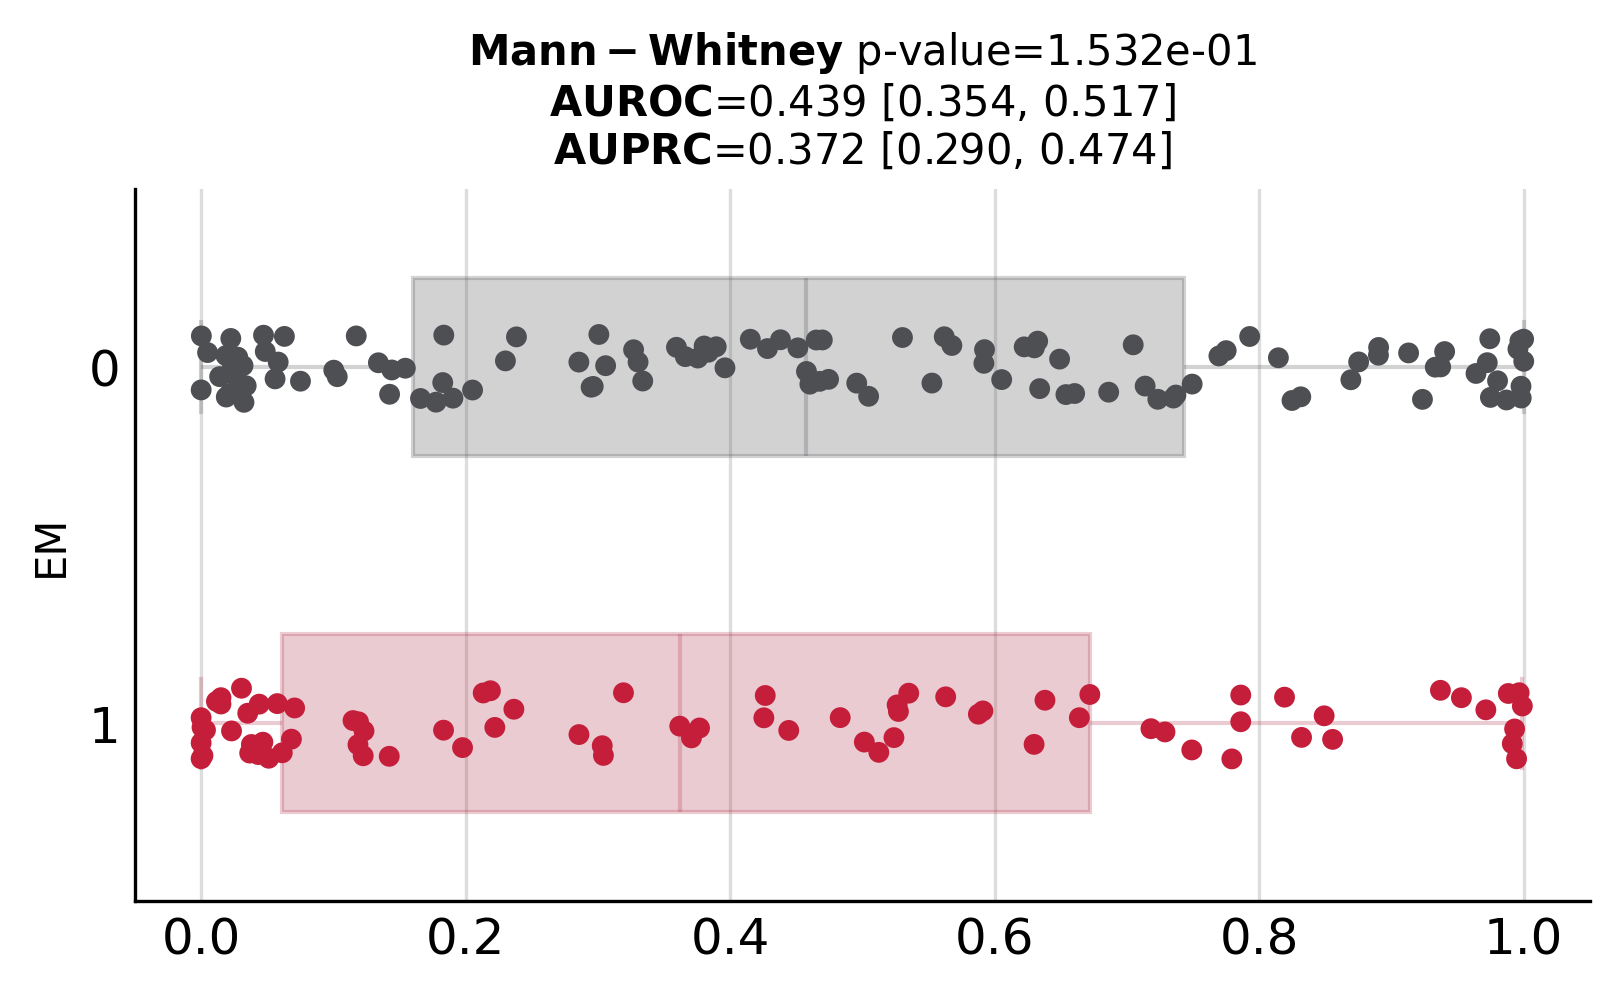 Mann−Whitney p-value=1.532e-01
AUROC=0.439 [0.354, 0.517]
AUPRC=0.372 [0.290, 0.474]
0
EM
1
0.0 0.2 0.4 0.6 0.8 1.0